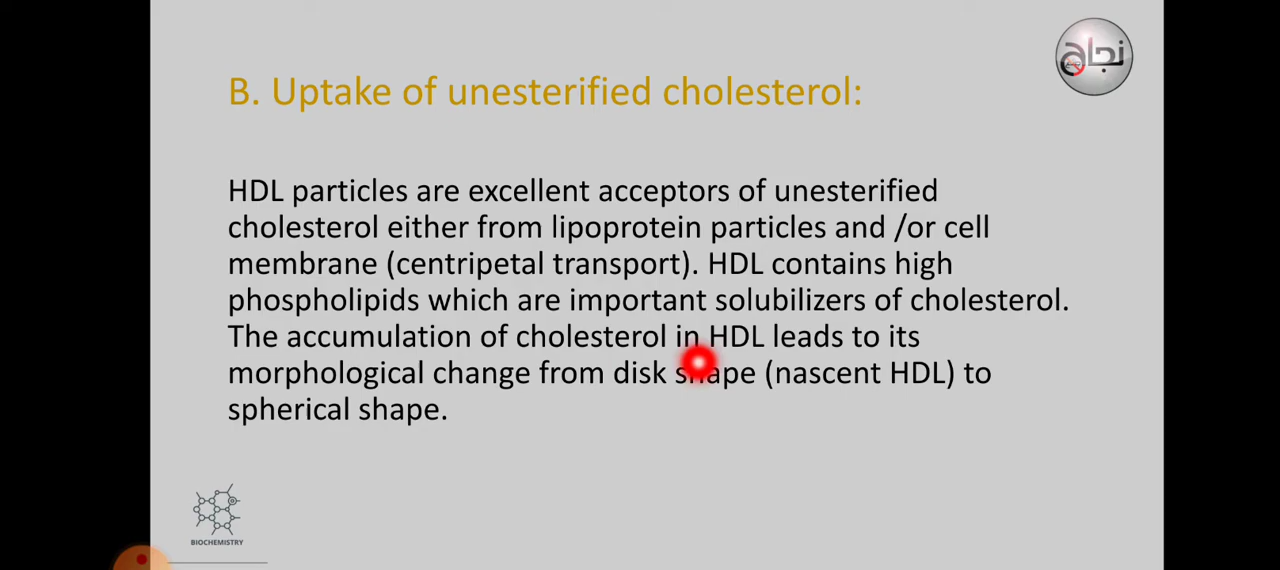 نجاح
B. Uptake of unesterified cholesterol:
HDL particles are excellent acceptors of unesterified
cholesterol either from lipoprotein particles and /or cell
membrane (centripetal transport). HDL contains high
phospholipids which are important solubilizers of cholesterol.
The accumulation of cholesterol in HDL leads to its
morphological change from disk shape (nascent HDL) to
spherical shape.
BIOCHEMISTRY